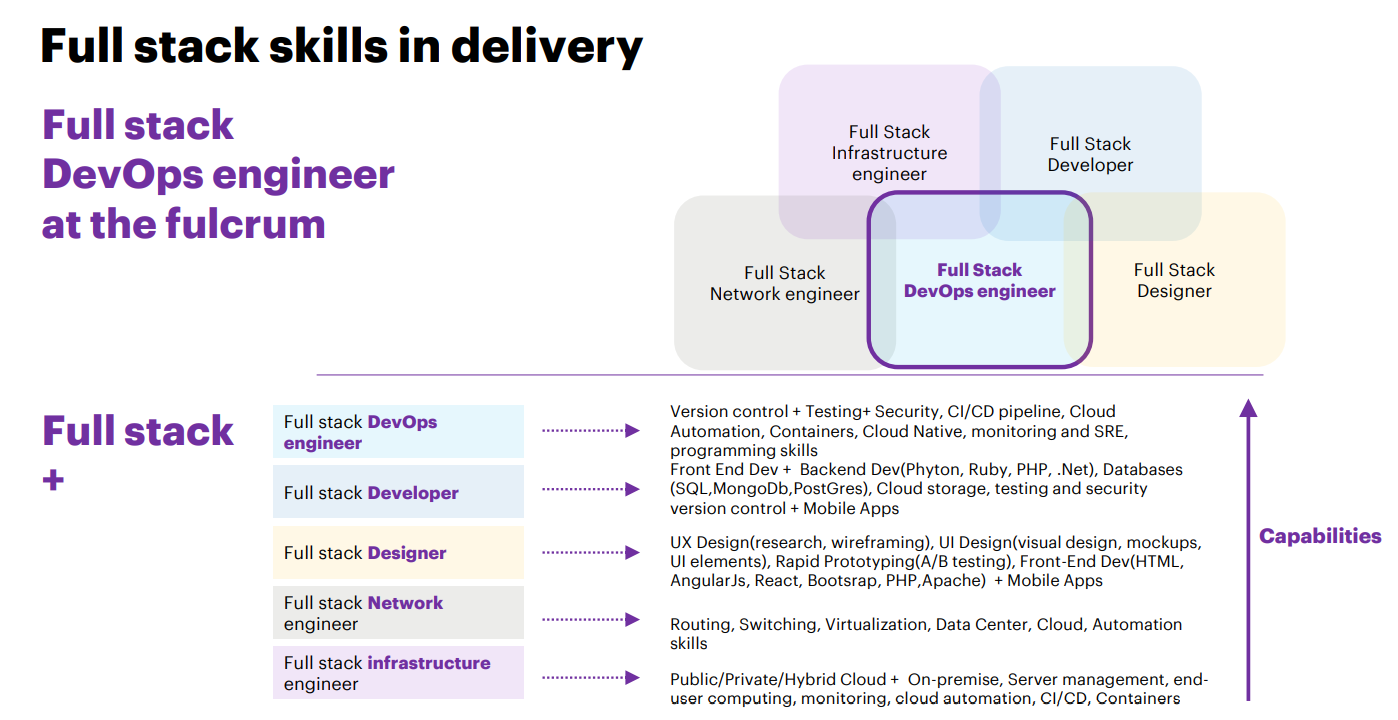 Full stack skills in delivery
Full stack
DevOps engineer
at the fulcrum
Full Stack
Infrastructure
engineer
Full Stack
Developer
Full Stack
Network engineer
Full Stack
DevOps engineer
Full Stack
Designer
Full stack
+
Full stack DevOps
engineer
Version control + Testing+ Security, CI/CD pipeline, Cloud
Automation, Containers, Cloud Native, monitoring and SRE,
programming skills
Full stack Developer
Front End Dev + Backend Dev(Phyton, Ruby, PHP, .Net), Databases
(SQL,MongoDb,PostGres), Cloud storage, testing and security
version control + Mobile Apps
Full stack Designer
UX Design(research, wireframing), UI Design(visual design, mockups,
UI elements), Rapid Prototyping(A/B testing), Front-End Dev(HTML,
AngularJs, React, Bootsrap, PHP,Apache) + Mobile Apps
Full stack Network
engineer
Routing, Switching, Virtualization, Data Center, Cloud, Automation
skills
Full stack infrastructure
engineer
Public/Private/Hybrid Cloud + On-premise, Server management, end-
user computing, monitoring, cloud automation, CI/CD, Containers
Capabilities